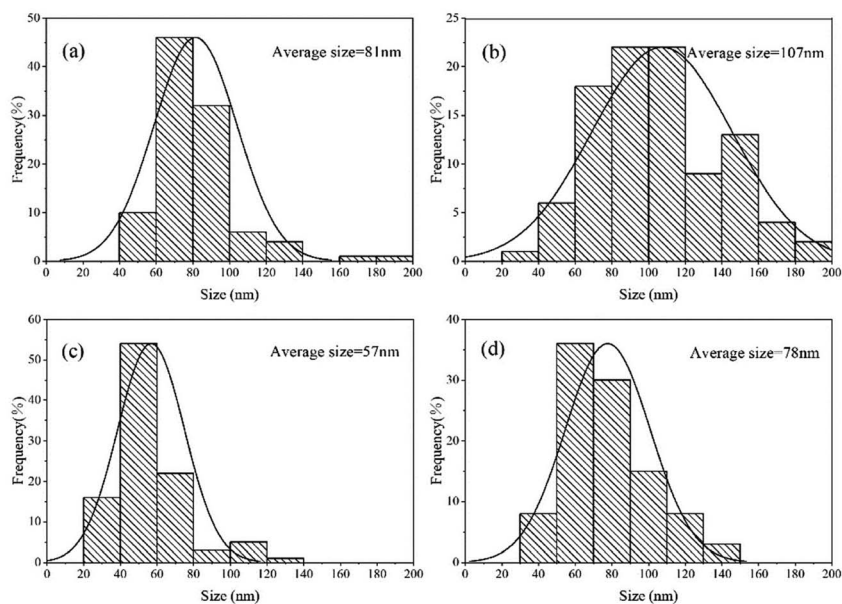 (a)
Average size=81nm
Frequency(%)
50
40
30
20
10
0
0 20 40 60 80 100 120 140 160 180 200
Size (nm)
(b)
Average size=107nm
Frequency(%)
25
20
15
10
5
0
0 20 40 60 80 100 120 140 160 180 200
Size (nm)
(c)
Average size=57nm
Frequency(%)
60
50
40
30
20
10
0
0 20 40 60 80 100 120 140 160 180 200
Size (nm)
(d)
Average size=78nm
Frequency(%)
40
30
20
10
0
0 20 40 60 80 100 120 140 160 180 200
Size (nm)